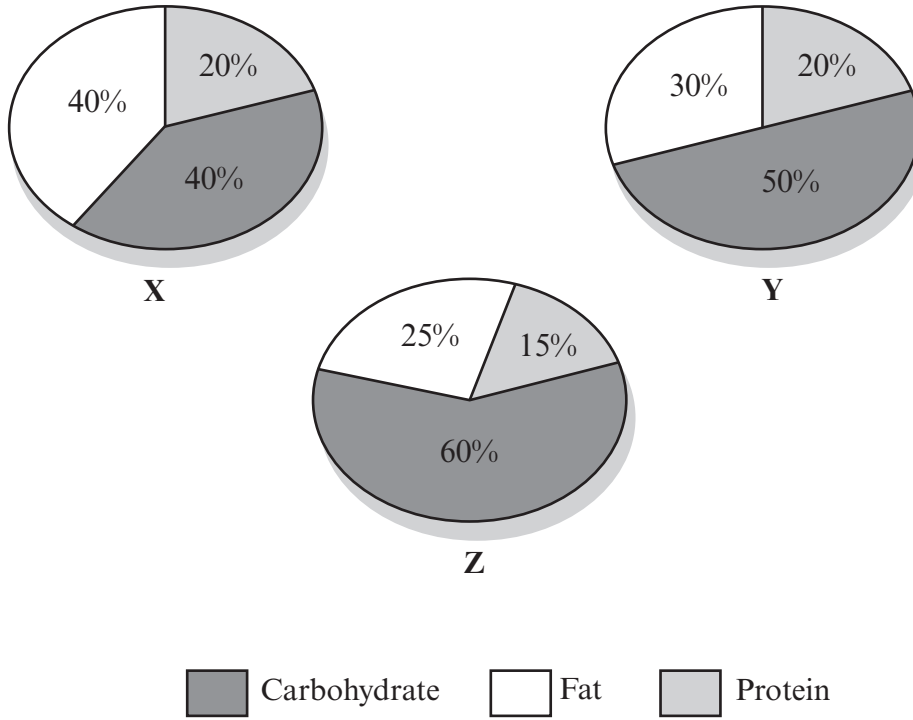 20%
40%
40%
X
20%
30%
50%
Y
25%
15%
60%
Z
Carbohydrate
Fat
Protein